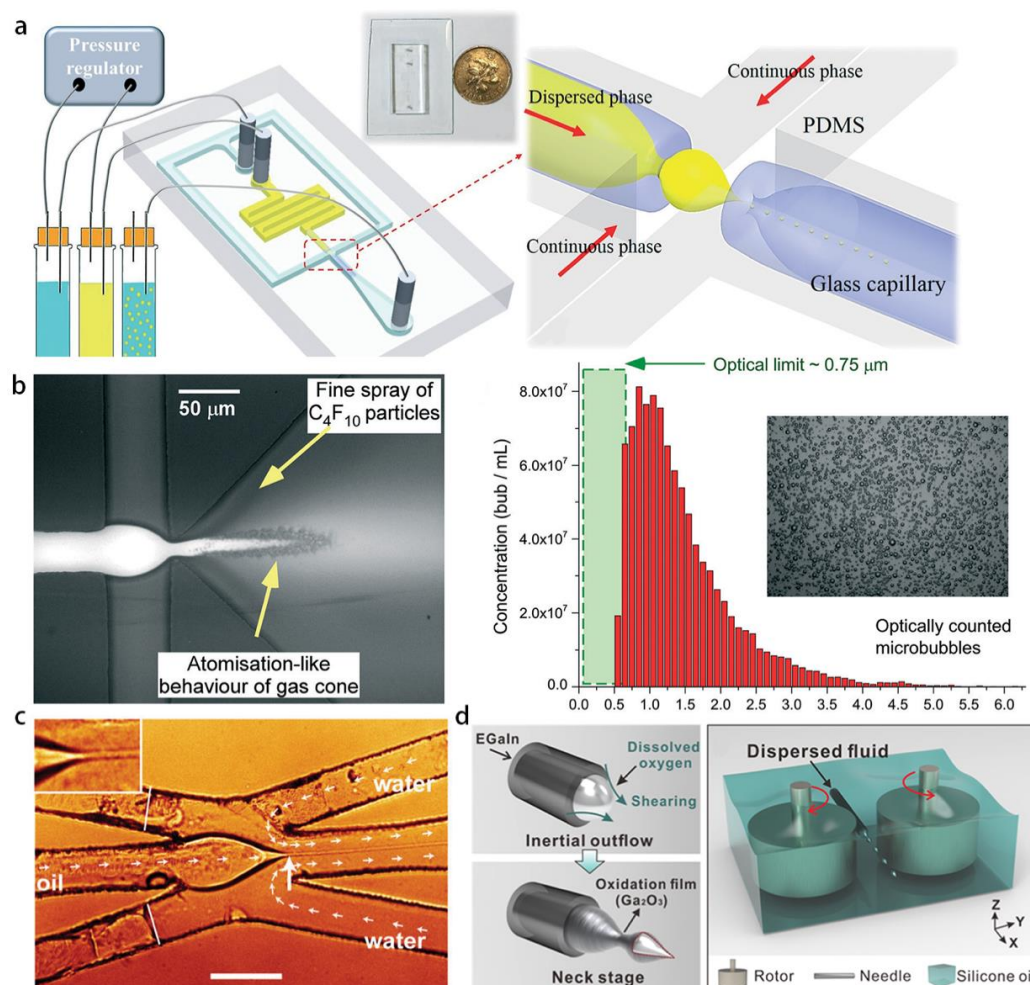 a
Pressure
regulator
Dispersed phase
Continuous phase
PDMS
Continuous phase
Glass capillary
b
50 μm
Fine spray of
C₄F₁₀ particles
Atomisation-like
behaviour of gas cone
Optical limit ~ 0.75 μm
Concentration (bub / mL)
8.0x10⁷
6.0x10⁷
4.0x10⁷
2.0x10⁷
0.0
Optically counted
microbubbles
0.0 0.5 1.0 1.5 2.0 2.5 3.0 3.5 4.0 4.5 5.0 5.5 6.0
c
water
oil
water
d
EGaIn
Dissolved
oxygen
Shearing
Inertial outflow
Oxidation film
(Ga₂O₃)
Neck stage
Dispersed fluid
Z
Y
X
Rotor Needle Silicone oil